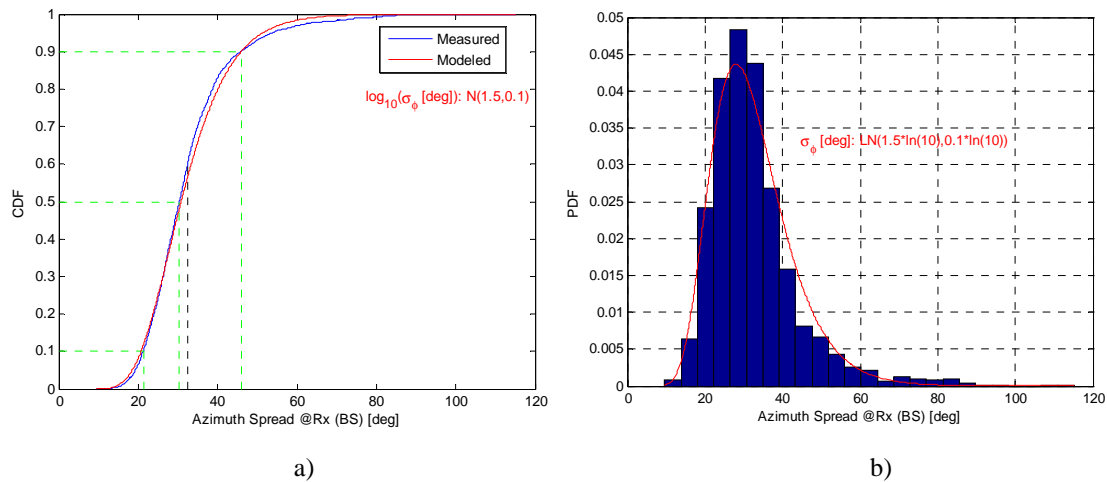 1
0.9
0.8
0.7
0.6
0.5
0.4
0.3
0.2
0.1
0
CDF
0 20 40 60 80 100 120
Azimuth Spread @Rx (BS) [deg]
Measured
Modeled
log10(σϕ [deg]): N(1.5,0.1)
a)
0.05
0.045
0.04
0.035
0.03
0.025
0.02
0.015
0.01
0.005
0
PDF
0 20 40 60 80 100 120
Azimuth Spread @Rx (BS) [deg]
σϕ [deg]: LN(1.5*ln(10),0.1*ln(10))
b)